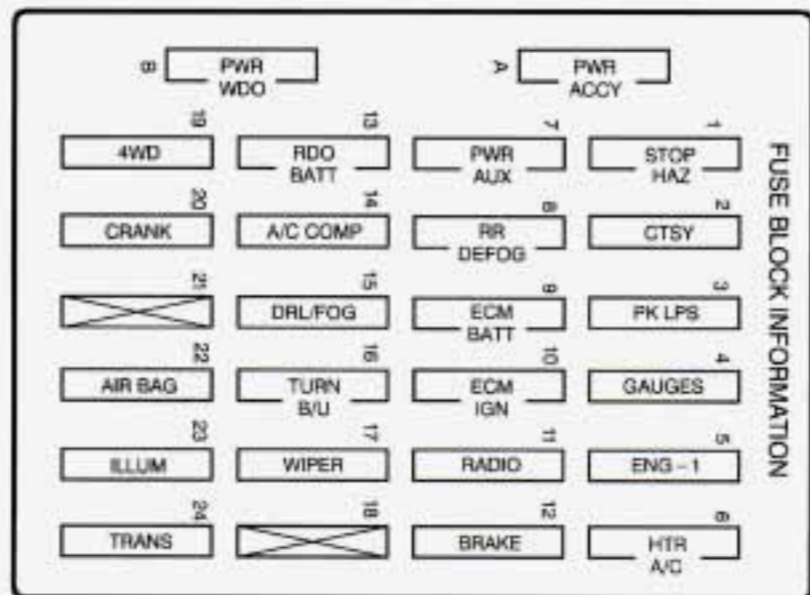 FUSE BLOCK INFORMATION
B
PWR
WDO
A
PWR
ACCY
19
4WD
13
RDO
BATT
7
PWR
AUX
1
STOP
HAZ
20
CRANK
14
A/C COMP
8
RR
DEFOG
2
CTSY
21
15
DRL/FOG
9
ECM
BATT
3
PK LPS
22
AIR BAG
16
TURN
B/U
10
ECM
IGN
4
GAUGES
23
ILLUM
17
WIPER
11
RADIO
5
ENG – 1
24
TRANS
18
12
BRAKE
6
HTR
A/C